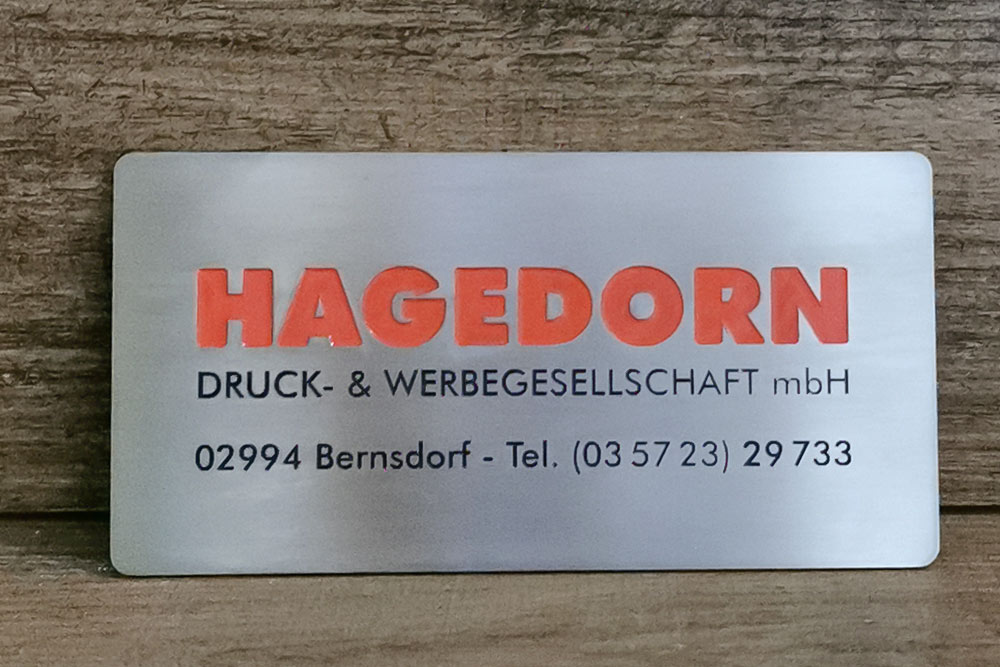 HAGEDORN
DRUCK- & WERBEGESELLSCHAFT mbH
02994 Bernsdorf - Tel. (03 57 23) 29 733